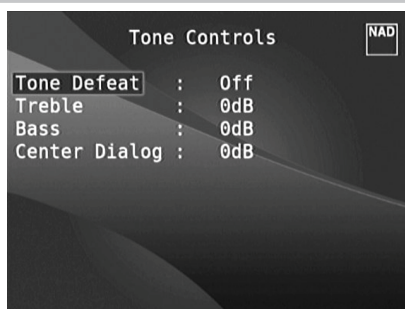 Tone Controls
NAD
Tone Defeat : Off
Treble : 0dB
Bass : 0dB
Center Dialog : 0dB